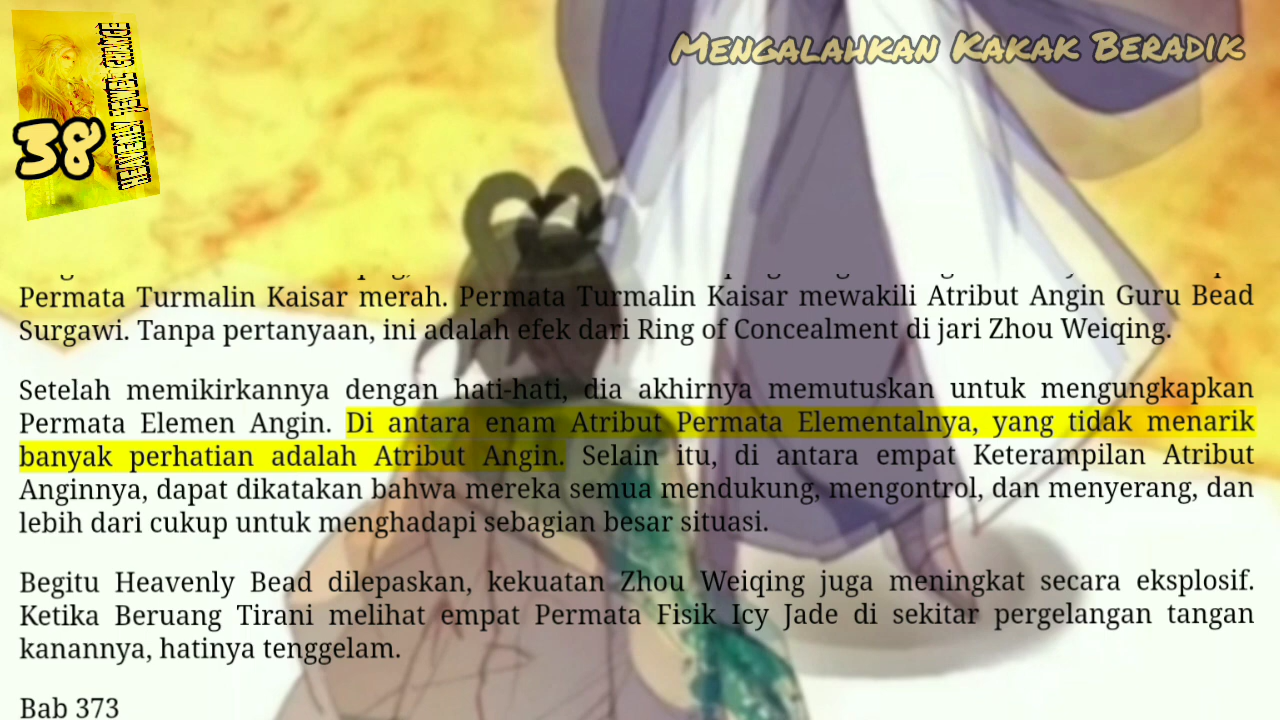 Mengalahkan Kakak Beradik
HEAVENLY JEWEL CHANGE
38
Permata Turmalin Kaisar merah. Permata Turmalin Kaisar mewakili Atribut Angin Guru Bead
Surgawi. Tanpa pertanyaan, ini adalah efek dari Ring of Concealment di jari Zhou Weiqing.
Setelah memikirkannya dengan hati-hati, dia akhirnya memutuskan untuk mengungkapkan
Permata Elemen Angin. Di antara enam Atribut Permata Elementalnya, yang tidak menarik
banyak perhatian adalah Atribut Angin. Selain itu, di antara empat Keterampilan Atribut
Anginnya, dapat dikatakan bahwa mereka semua mendukung, mengontrol, dan menyerang, dan
lebih dari cukup untuk menghadapi sebagian besar situasi.
Begitu Heavenly Bead dilepaskan, kekuatan Zhou Weiqing juga meningkat secara eksplosif.
Ketika Beruang Tirani melihat empat Permata Fisik Icy Jade di sekitar pergelangan tangan
kanannya, hatinya tenggelam.
Bab 373